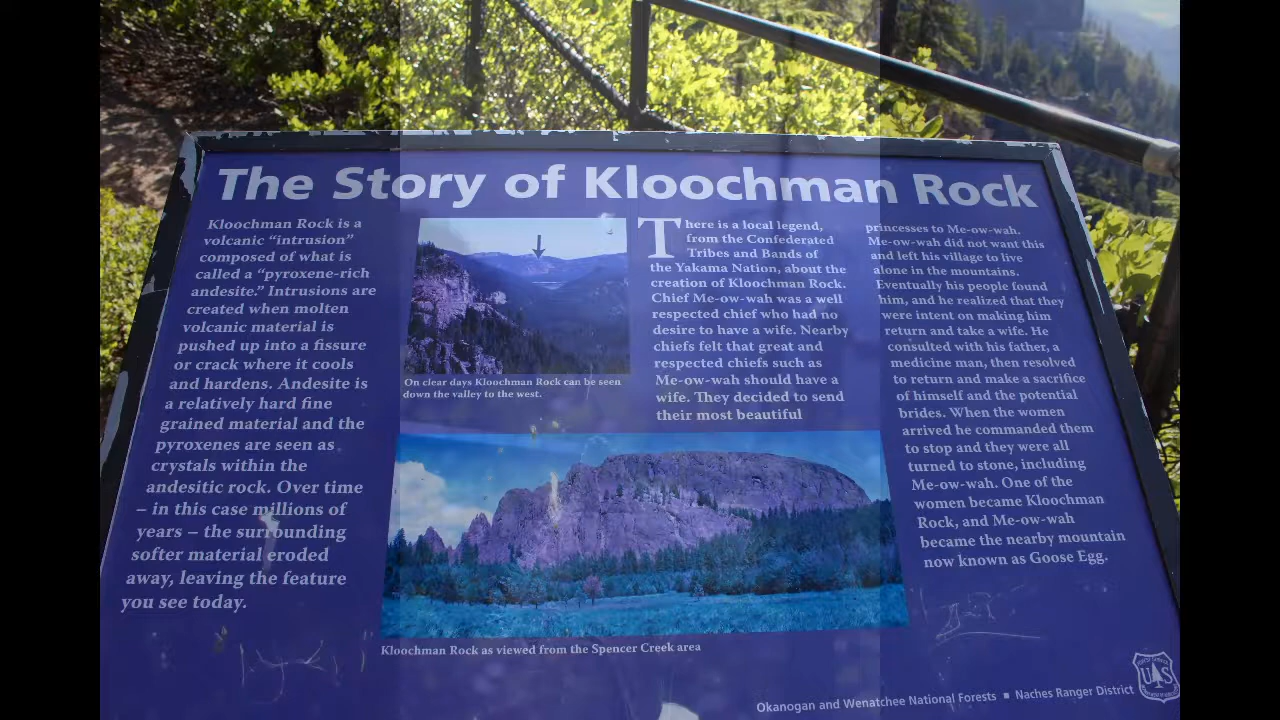 The Story of Kloochman Rock
Kloochman Rock is a
volcanic “intrusion”
composed of what is
called a “pyroxene-rich
andesite.” Intrusions are
created when molten
volcanic material is
pushed up into a fissure
or crack where it cools
and hardens. Andesite is
a relatively hard fine
grained material and the
pyroxenes are seen as
crystals within the
andesitic rock. Over time
– in this case millions of
years – the surrounding
softer material eroded
away, leaving the feature
you see today.
On clear days Kloochman Rock can be seen
down the valley to the west.
There is a local legend,
from the Confederated
Tribes and Bands of
the Yakama Nation, about the
creation of Kloochman Rock.
Chief Me-ow-wah was a well
respected chief who had no
desire to have a wife. Nearby
chiefs felt that great and
respected chiefs such as
Me-ow-wah should have a
wife. They decided to send
their most beautiful
princesses to Me-ow-wah.
Me-ow-wah did not want this
and left his village to live
alone in the mountains.
Eventually his people found
him, and he realized that they
were intent on making him
return and take a wife. He
consulted with his father, a
medicine man, then resolved
to return and make a sacrifice
of himself and the potential
brides. When the women
arrived he commanded them
to stop and they were all
turned to stone, including
Me-ow-wah. One of the
women became Kloochman
Rock, and Me-ow-wah
became the nearby mountain
now known as Goose Egg.
Kloochman Rock as viewed from the Spencer Creek area
Okanogan and Wenatchee National Forests ▪ Naches Ranger District
UAS